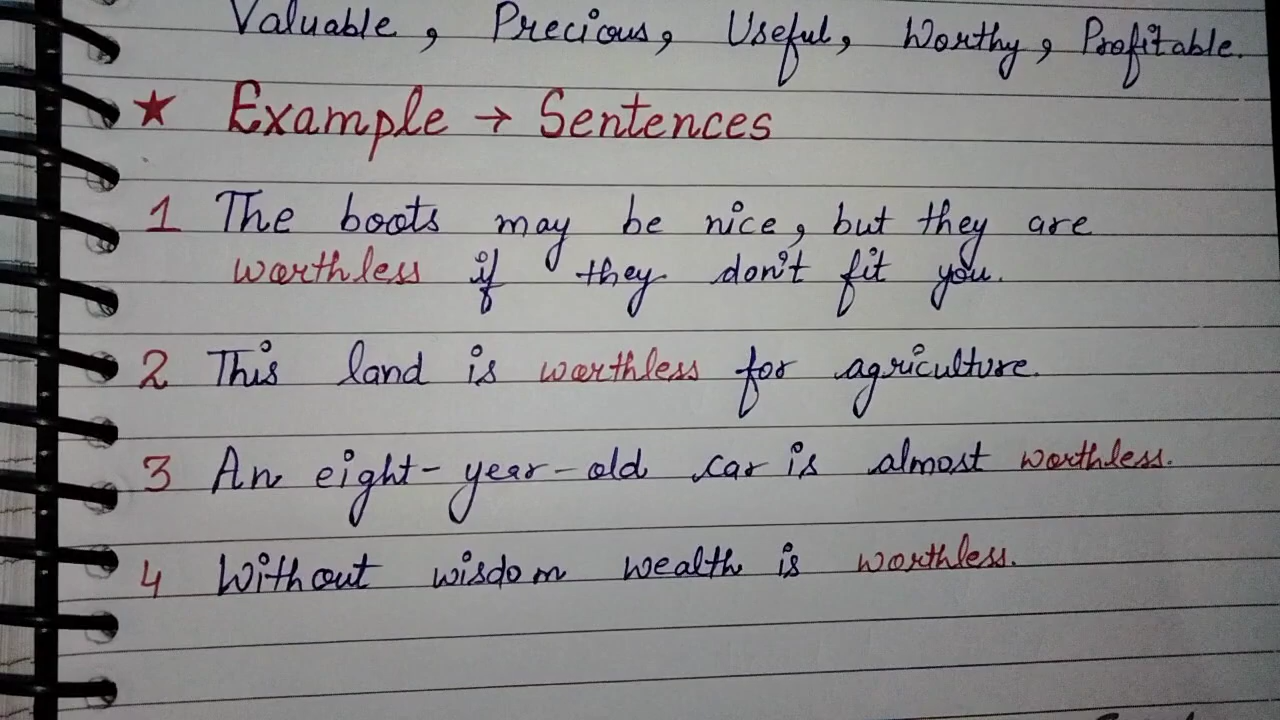 Valuable, Precious, Useful, Worthy, Profitable.
★ Example → Sentences
1 The boots may be nice, but they are
worthless if they don't fit you.
2 This land is worthless for agriculture.
3 An eight-year-old car is almost worthless.
4 Without wisdom wealth is worthless.